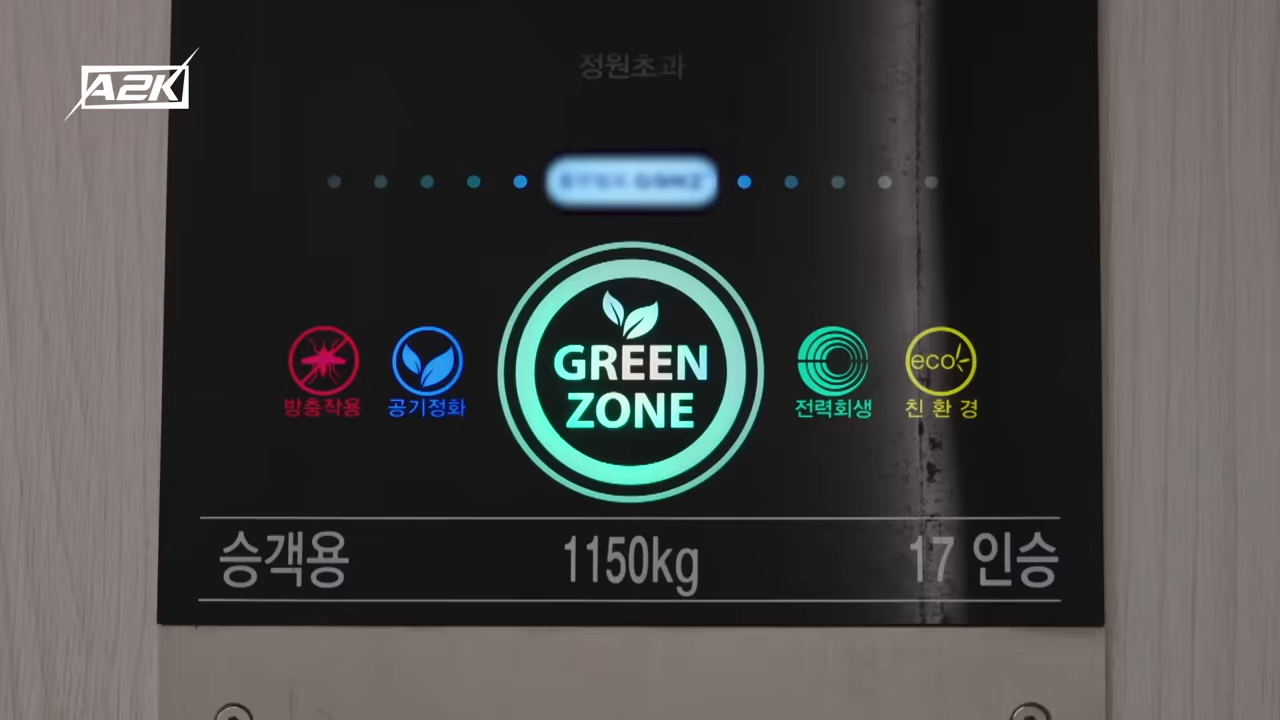 A2K
정원초과
GREEN
ZONE
방충작용
공기정화
eco
전력회생
친 환 경
승객용 1150kg 17 인승